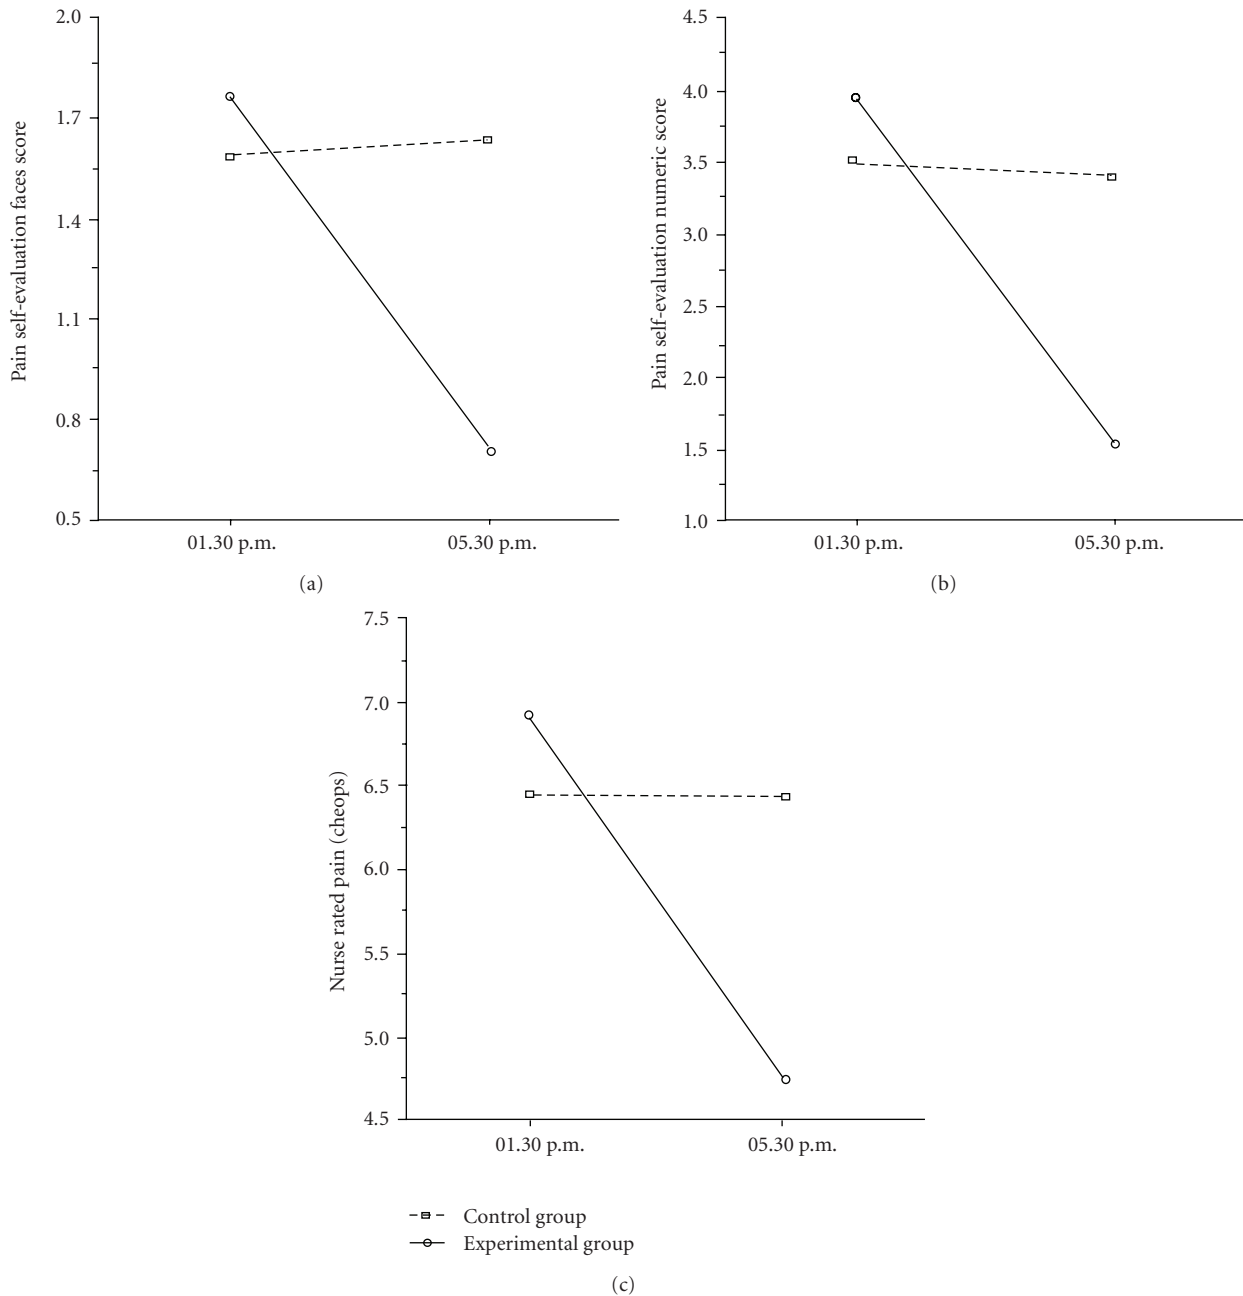 Pain self-evaluation faces score
2.0
1.7
1.4
1.1
0.8
0.5
01.30 p.m.
05.30 p.m.
(a)
Pain self-evaluation numeric score
4.5
4.0
3.5
3.0
2.5
2.0
1.5
1.0
01.30 p.m.
05.30 p.m.
(b)
Nurse rated pain (cheops)
7.5
7.0
6.5
6.0
5.5
5.0
4.5
01.30 p.m.
05.30 p.m.
Control group
Experimental group
(c)